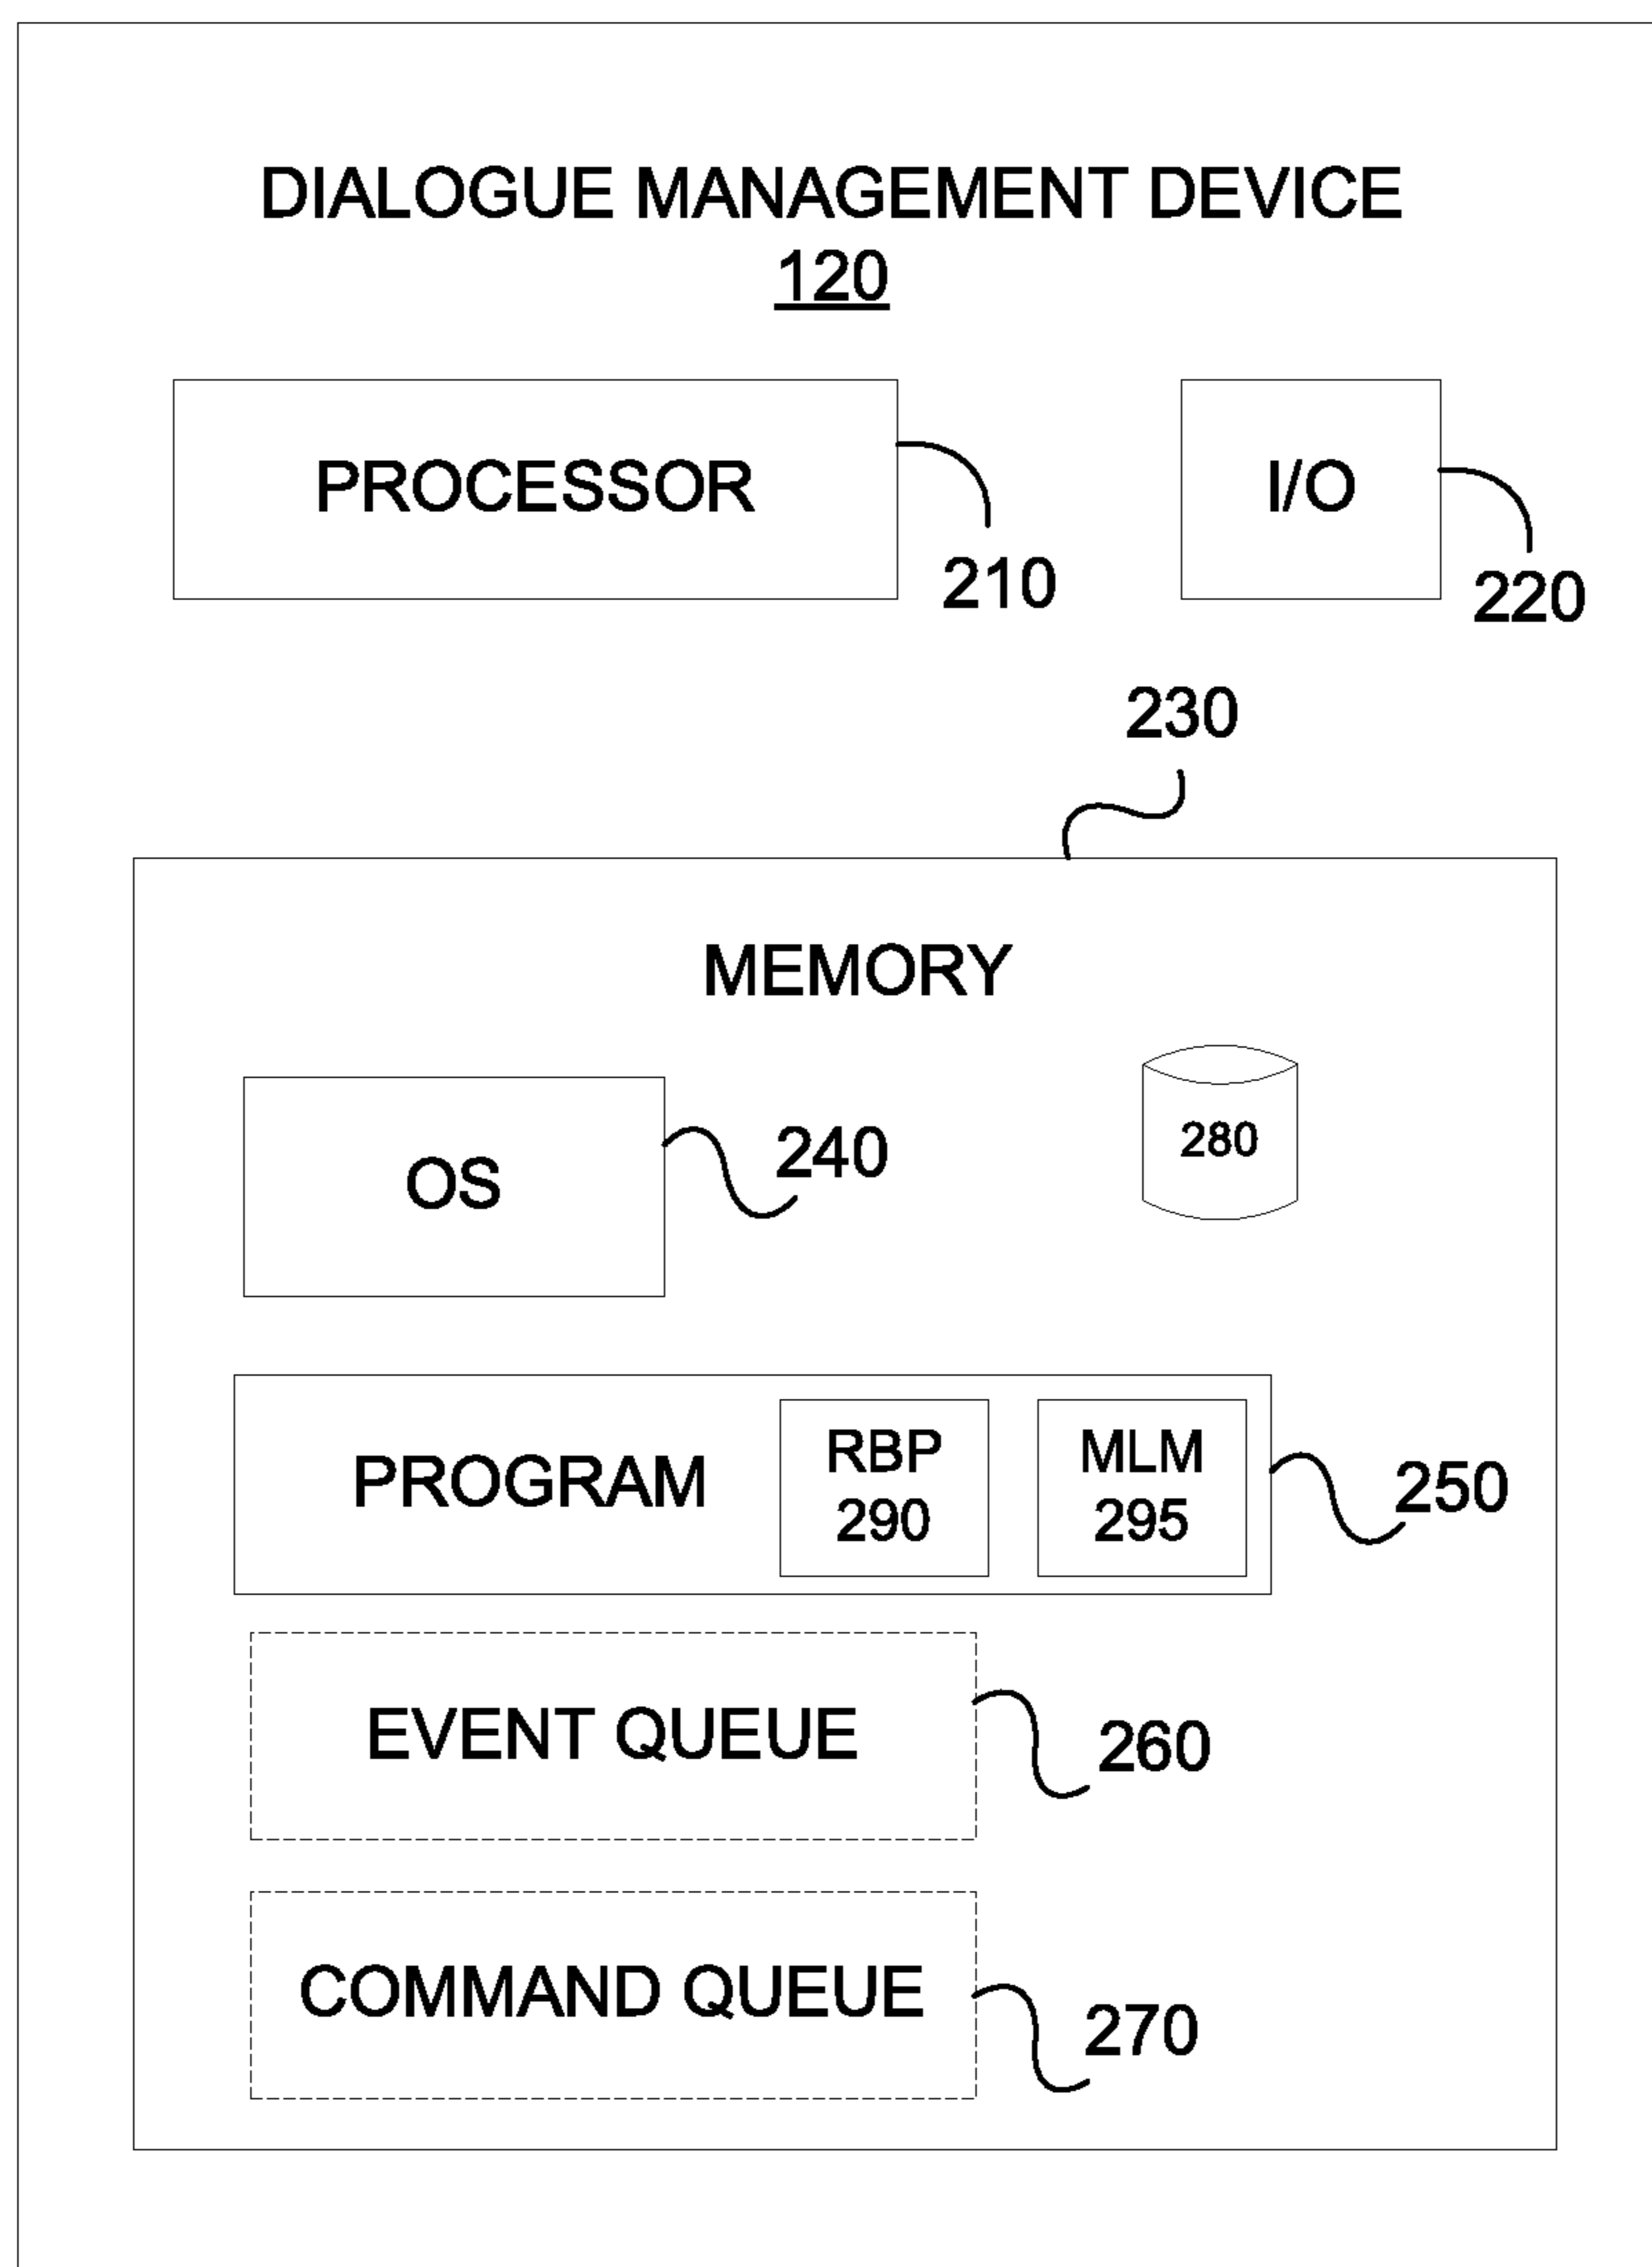 DIALOGUE MANAGEMENT DEVICE
120
PROCESSOR
I/O
210
220
230
MEMORY
OS
240
280
PROGRAM
RBP
290
MLM
295
250
EVENT QUEUE
260
COMMAND QUEUE
270